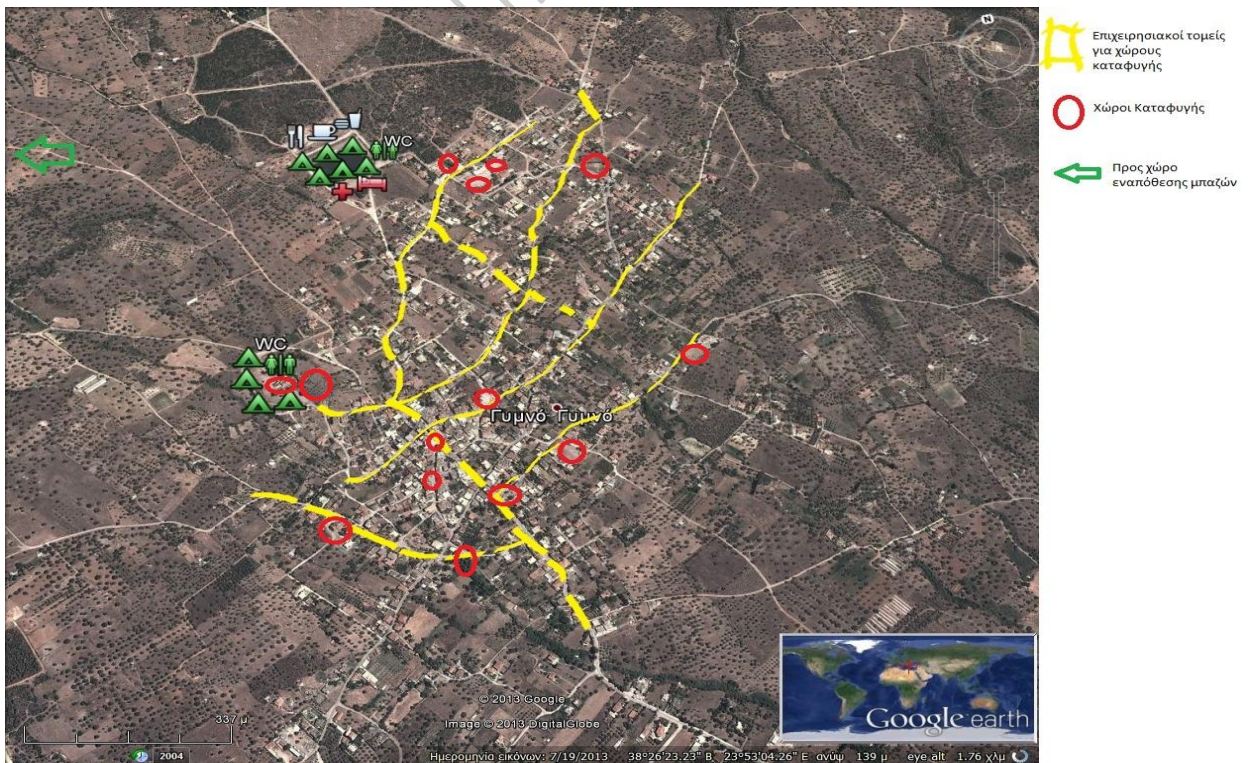 Επιχειρησιακοί τομείς
για χώρους
καταφυγής
Χώροι Καταφυγής
Προς χώρο
εναπόθεσης μπαζών
N
WC
WC
Γυμνό Γυμνό
© 2013 Google
Image © 2013 DigitalGlobe
Google earth
337 μ
2004
Ημερομηνία εικόνων: 7/19/2013 38°26'23.23" Β 23°53'04.26" Ε ανύψ 139 μ eye alt 1.76 χλμ